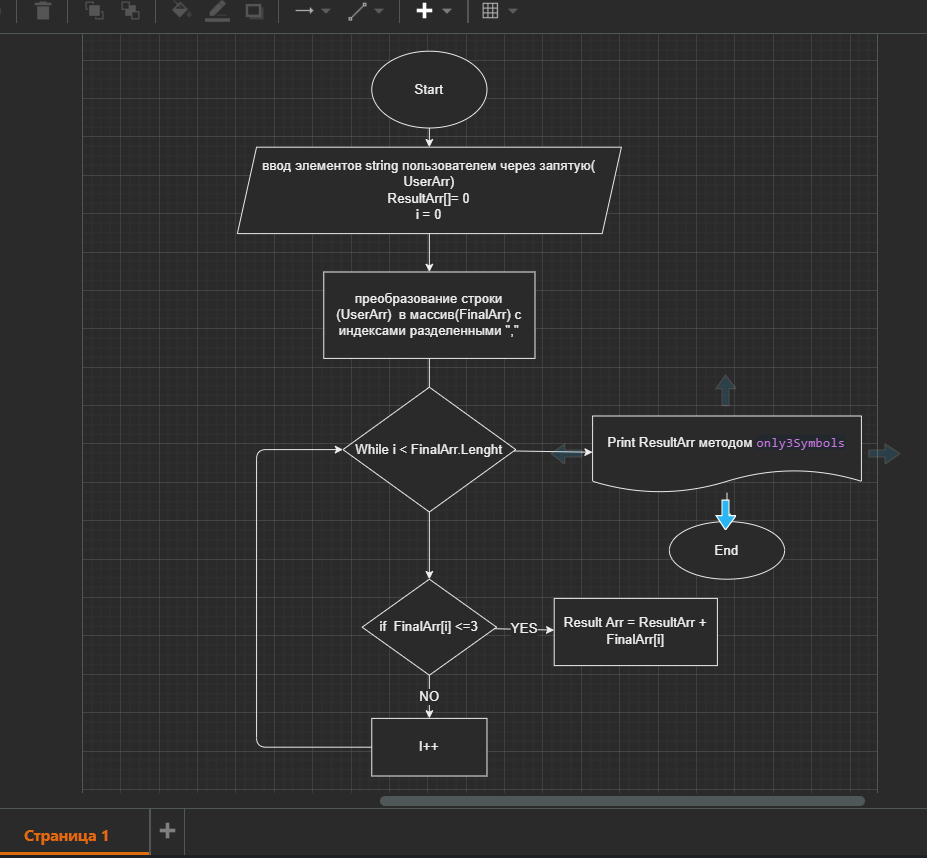 Start
ввод элементов string пользователем через запятую(
UserArr)
ResultArr[]= 0
i = 0
преобразование строки
(UserArr)  в массив(FinalArr) с
индексами разделенными ","
While i < FinalArr.Lenght
Print ResultArr методом only3Symbols
End
if  FinalArr[i] <=3
YES
Result Arr = ResultArr +
FinalArr[i]
NO
I++
Страница 1